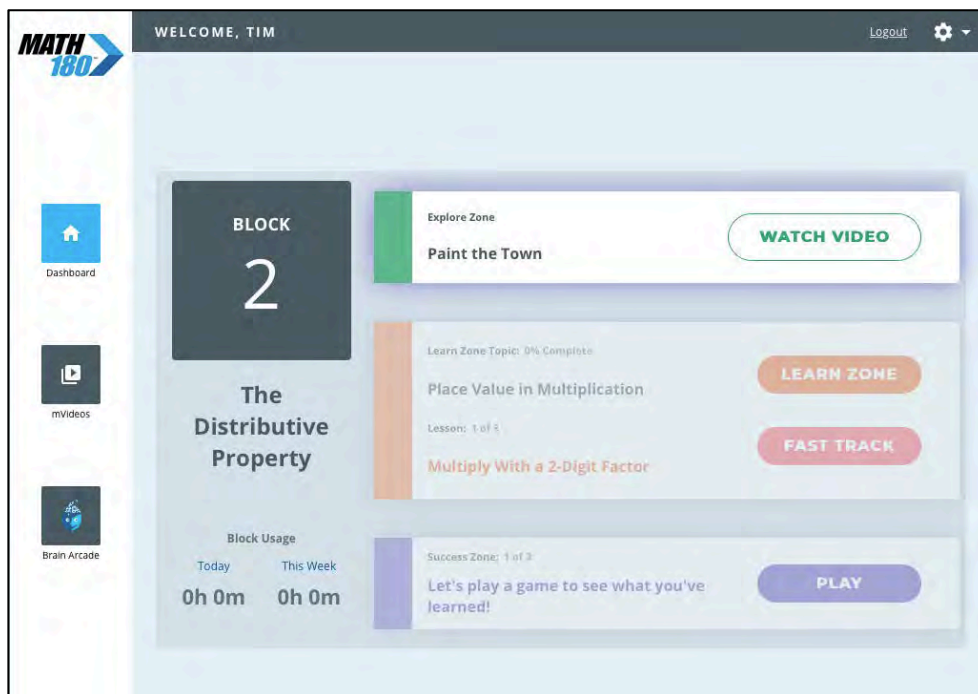 MATH
180
WELCOME, TIM
Logout
Dashboard
mVideos
Brain Arcade
BLOCK
2
The
Distributive
Property
Block Usage
Today
This Week
0h 0m
0h 0m
Explore Zone
Paint the Town
WATCH VIDEO
Learn Zone Topic: 0% Complete
Place Value in Multiplication
Lesson: 1 of
Multiply With a 2-Digit Factor
LEARN ZONE
FAST TRACK
Success Zone: 1 of 2
Let's play a game to see what you've
learned!
PLAY